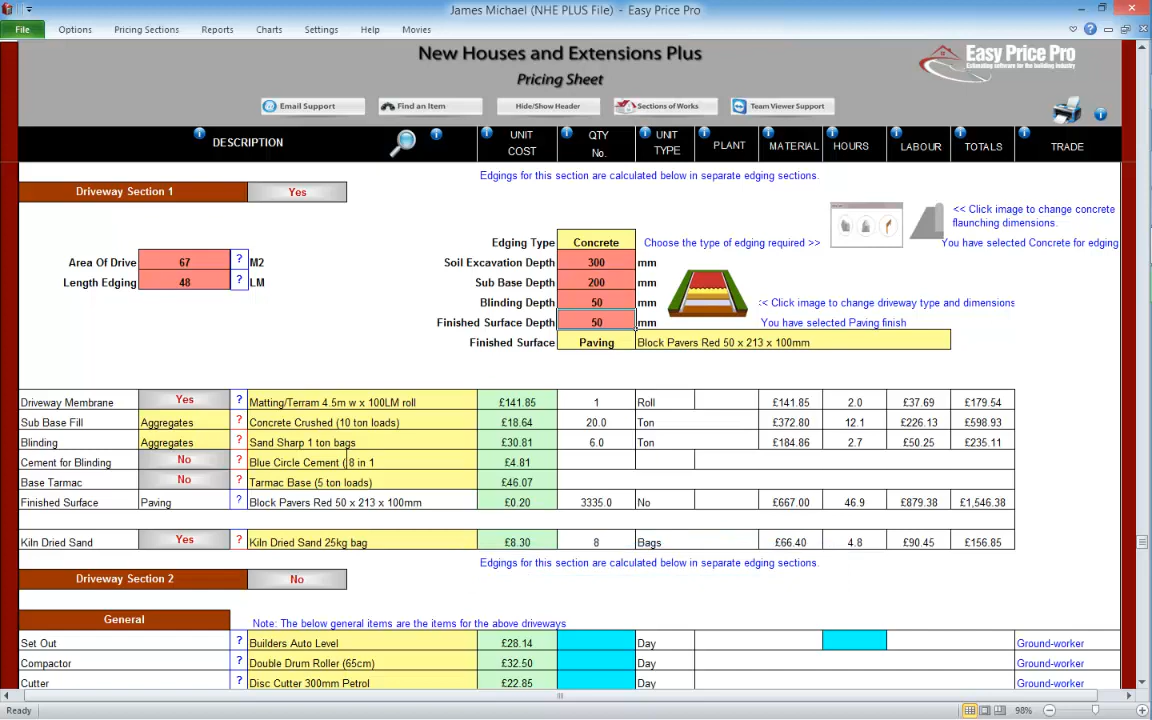 James Michael (NHE PLUS File) - Easy Price Pro
File Options Pricing Sections Reports Charts Settings Help Movies
New Houses and Extensions Plus
Pricing Sheet
Easy Price Pro
Estimating software for the building industry
Email Support Find an Item Hide/Show Header Sections of Works Team Viewer Support
DESCRIPTION UNIT COST QTY No. UNIT TYPE PLANT MATERIAL HOURS LABOUR TOTALS TRADE
Edgings for this section are calculated below in separate edging sections.
Driveway Section 1 Yes
<< Click image to change concrete flaunching dimensions.
Edging Type Concrete Choose the type of edging required >> You have selected Concrete for edging
Area Of Drive 67 ? M2 Soil Excavation Depth 300 mm
Length Edging 48 ? LM Sub Base Depth 200 mm
Blinding Depth 50 mm :< Click image to change driveway type and dimensions
Finished Surface Depth 50 mm You have selected Paving finish
Finished Surface Paving Block Pavers Red 50 x 213 x 100mm
Driveway Membrane Yes ? Matting/Terram 4.5m w x 100LM roll £141.85 1 Roll £141.85 2.0 £37.69 £179.54
Sub Base Fill Aggregates ? Concrete Crushed (10 ton loads) £18.64 20.0 Ton £372.80 12.1 £226.13 £598.93
Blinding Aggregates ? Sand Sharp 1 ton bags £30.81 6.0 Ton £184.86 2.7 £50.25 £235.11
Cement for Blinding No ? Blue Circle Cement (8 in 1 £4.81
Base Tarmac No ? Tarmac Base (5 ton loads) £46.07
Finished Surface Paving ? Block Pavers Red 50 x 213 x 100mm £0.20 3335.0 No £667.00 46.9 £879.38 £1,546.38
Kiln Dried Sand Yes ? Kiln Dried Sand 25kg bag £8.30 8 Bags £66.40 4.8 £90.45 £156.85
Edgings for this section are calculated below in separate edging sections.
Driveway Section 2 No
General Note: The below general items are the items for the above driveways
Set Out ? Builders Auto Level £28.14 Day Ground-worker
Compactor ? Double Drum Roller (65cm) £32.50 Day Ground-worker
Cutter ? Disc Cutter 300mm Petrol £22.85 Day Ground-worker
Ready 98%